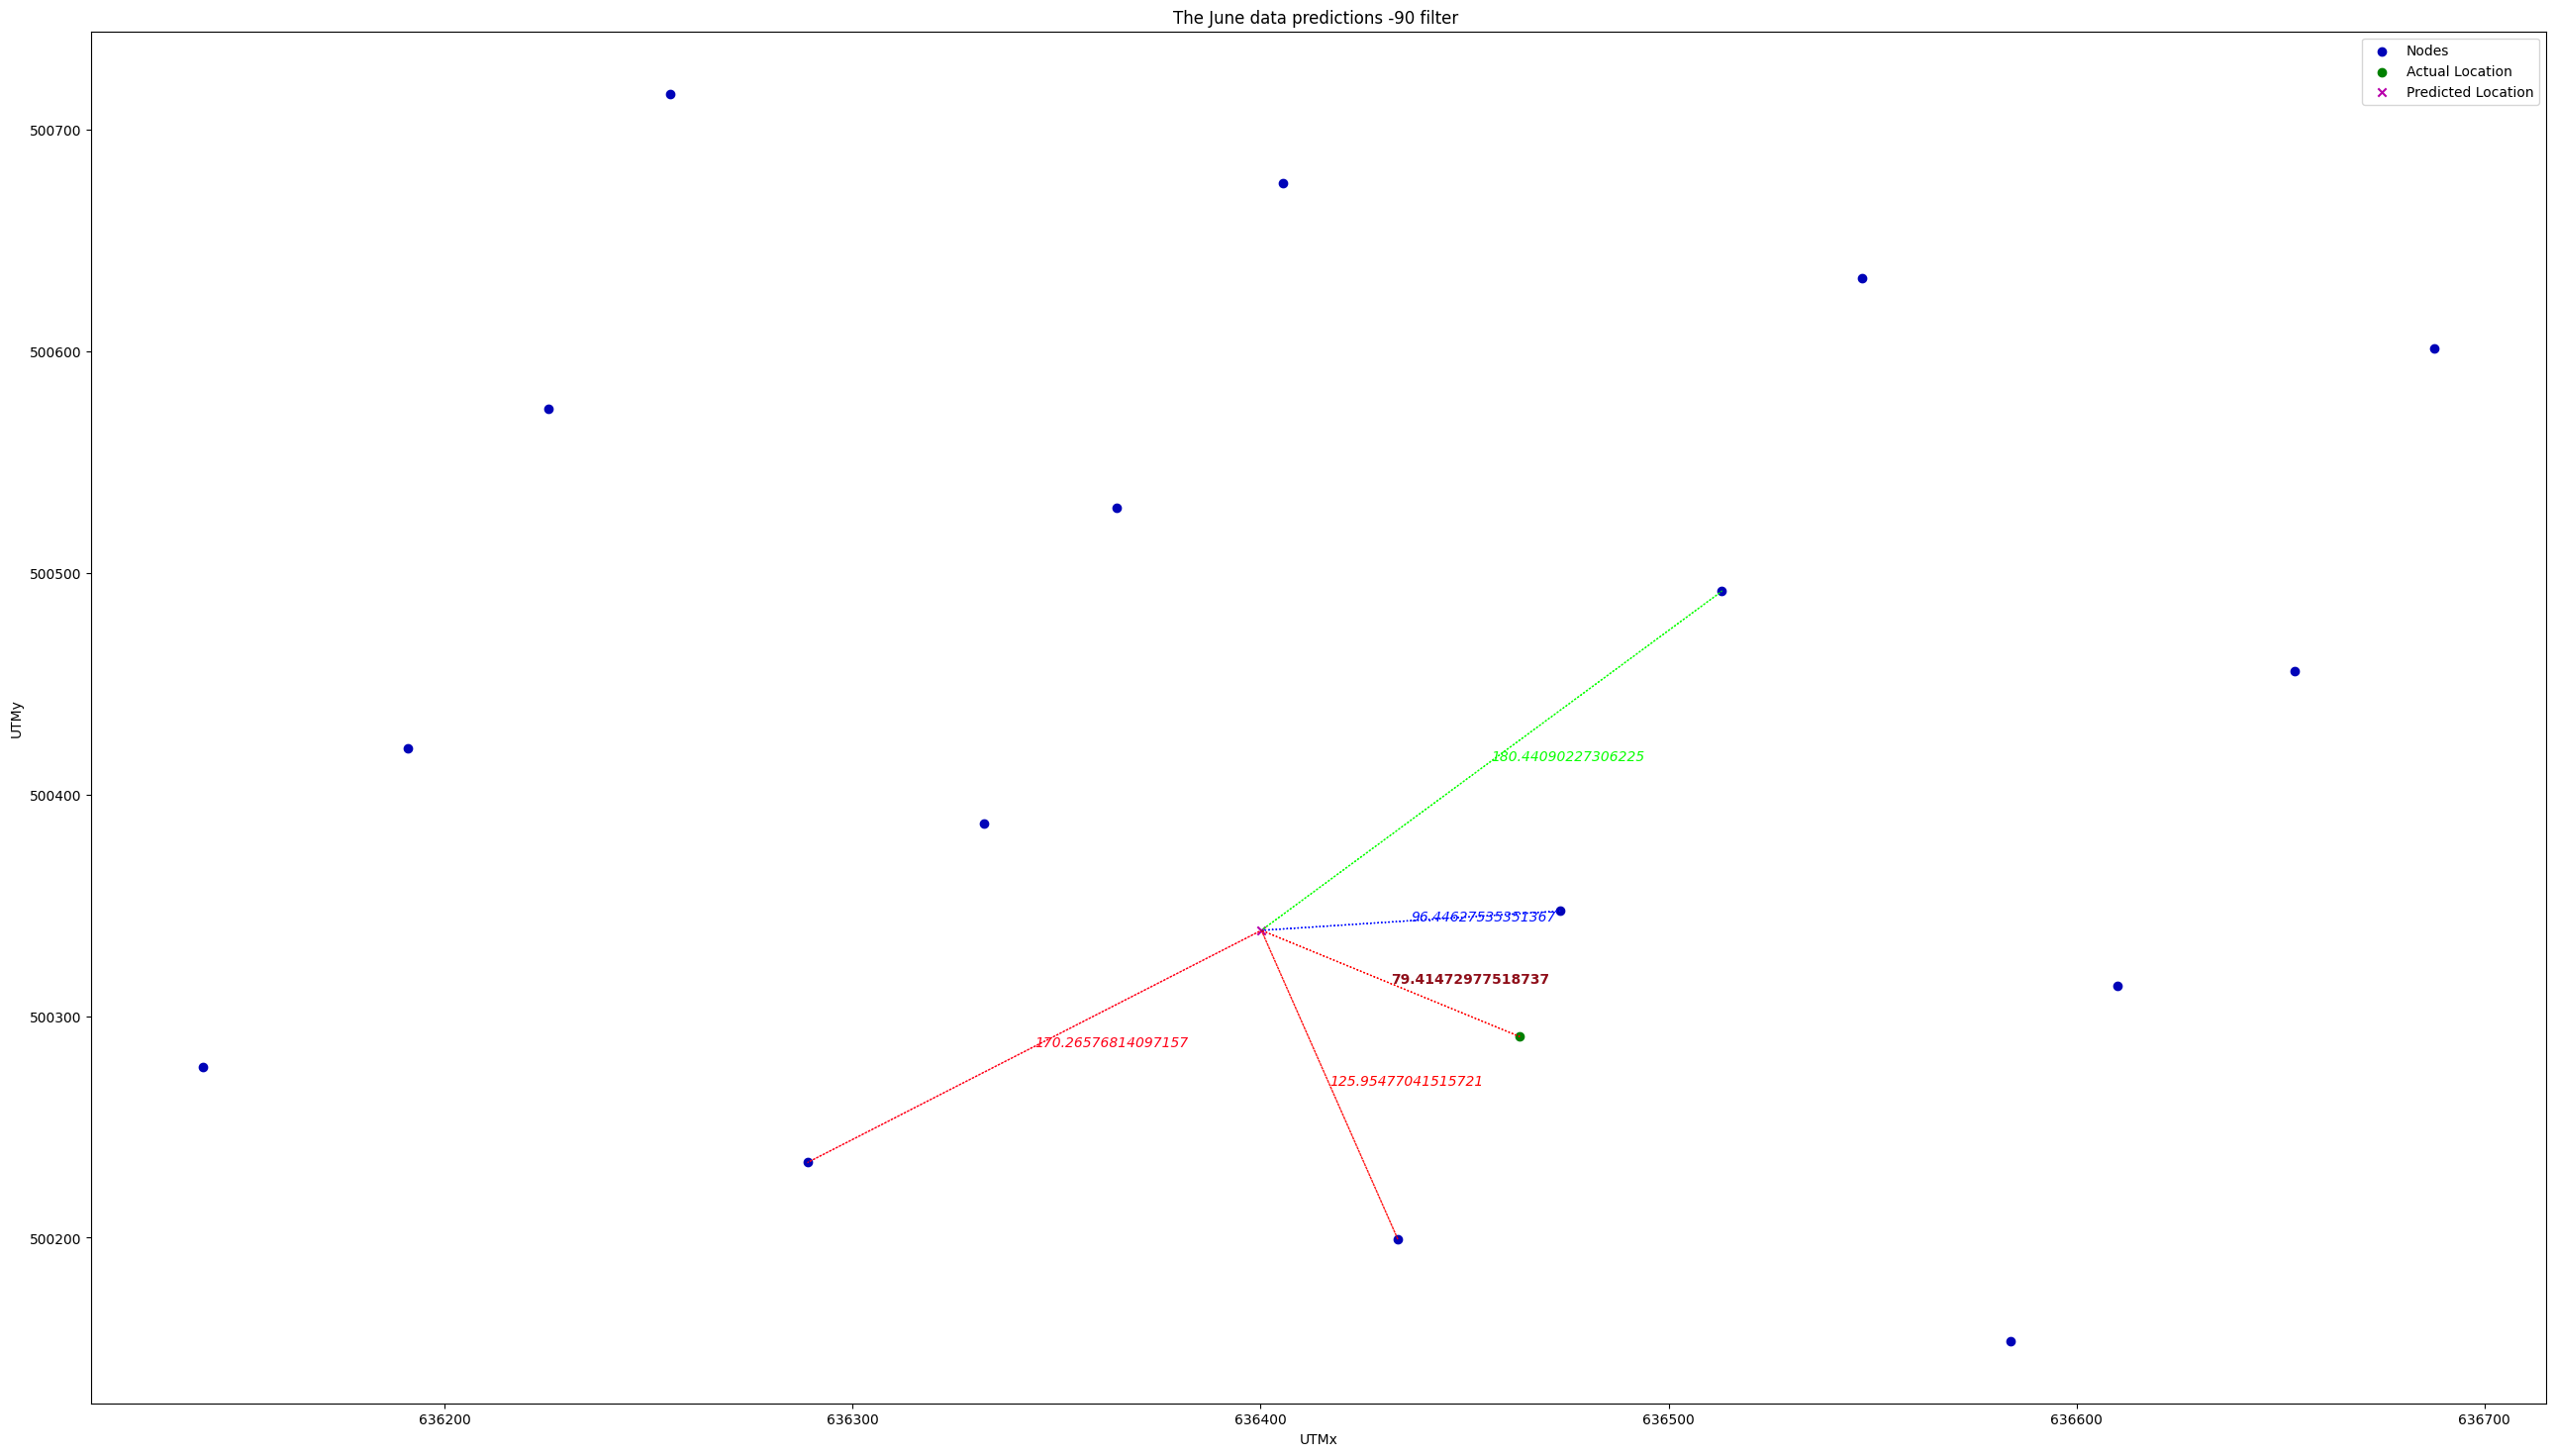 The June data predictions -90 filter
Nodes
Actual Location
Predicted Location
500700
500600
500500
500400
500300
500200
UTMy
180.44090227306225
96.44627535351367
79.41472977518737
170.26576814097157
125.95477041515721
636200
636300
636400
636500
636600
636700
UTMx